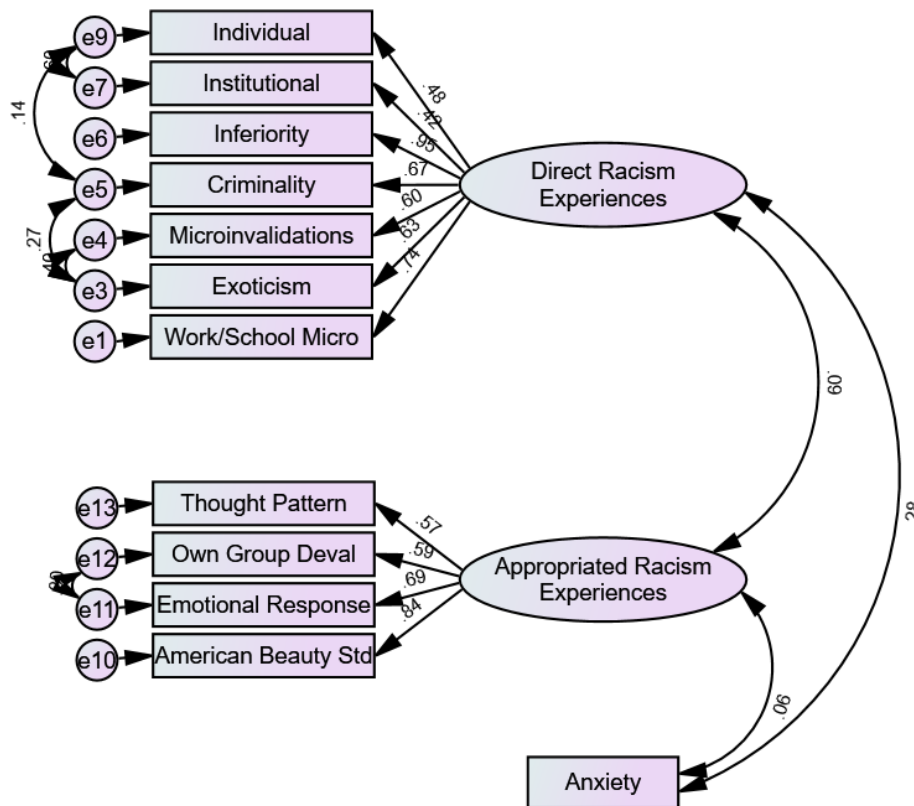 e9
Individual
e7
Institutional
e6
Inferiority
e5
Criminality
e4
Microinvalidations
e3
Exoticism
e1
Work/School Micro
.14
.27
.48
.42
.95
.67
.60
.63
.74
Direct Racism
Experiences
.60
.28
e13
Thought Pattern
e12
Own Group Deval
e11
Emotional Response
e10
American Beauty Std
.57
.59
.69
.84
Appropriated Racism
Experiences
.06
Anxiety